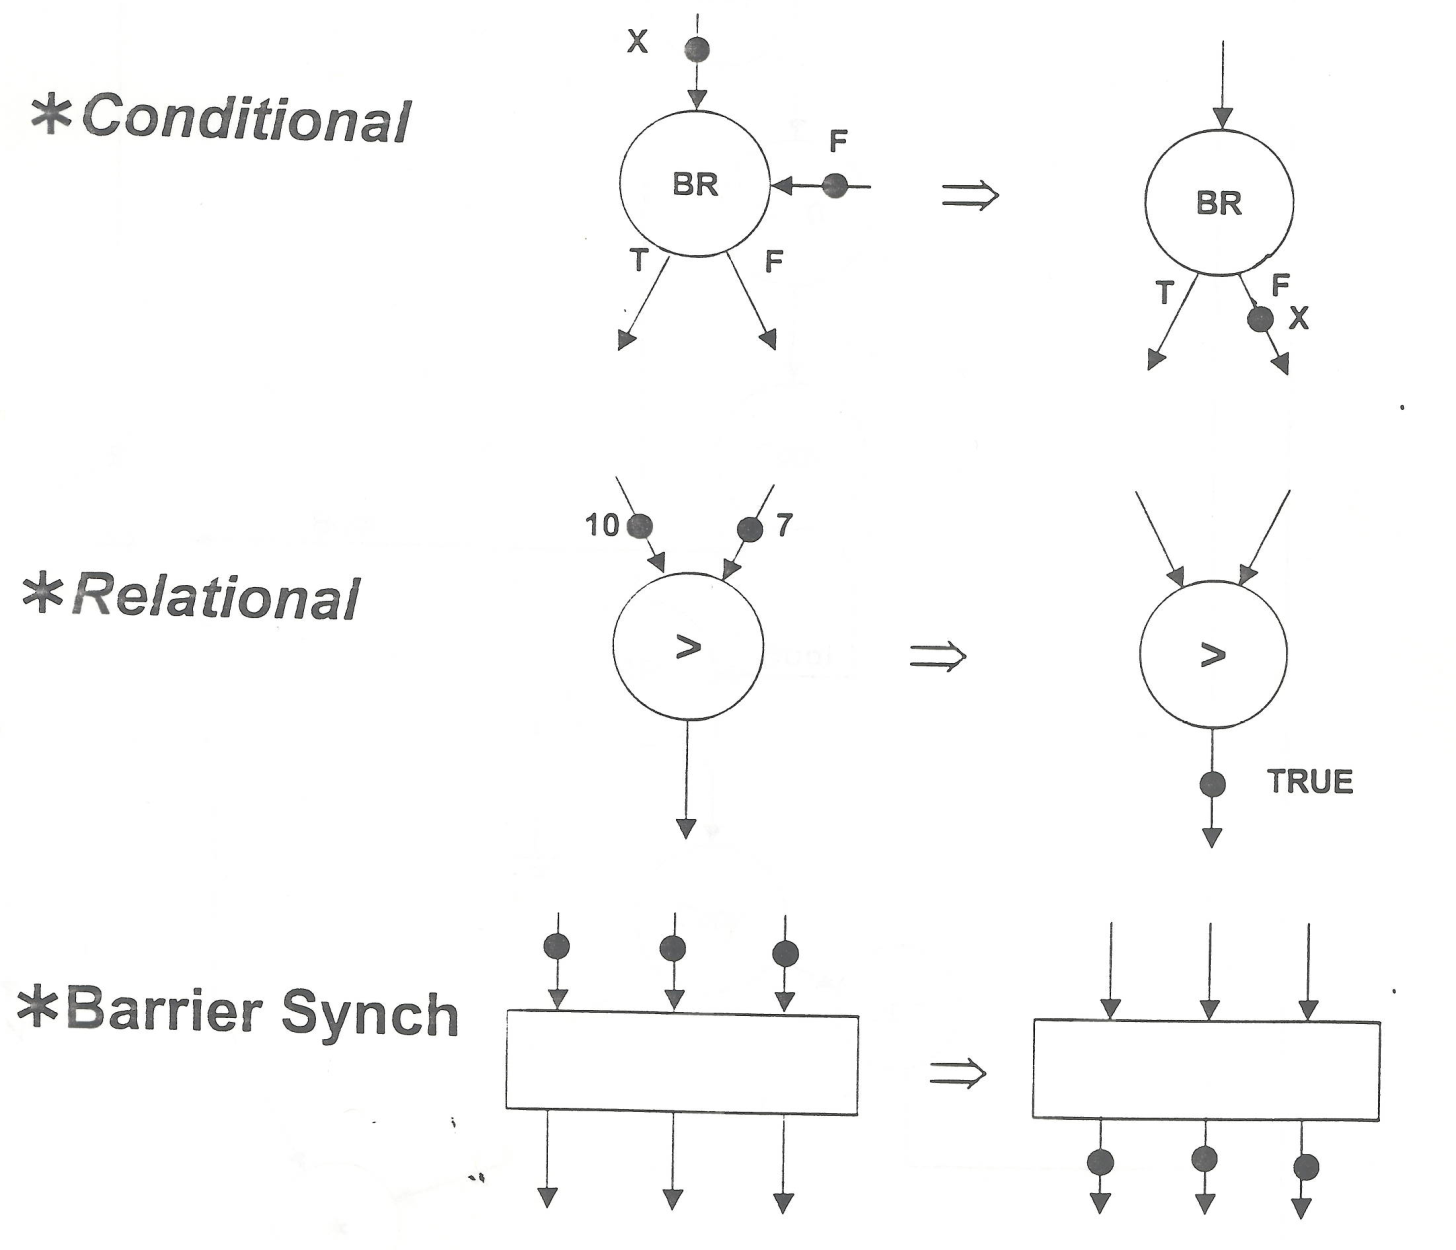 X
*Conditional
F
BR
BR
T
F
T
F
X
10
7
*Relational
>
>
TRUE
*Barrier Synch